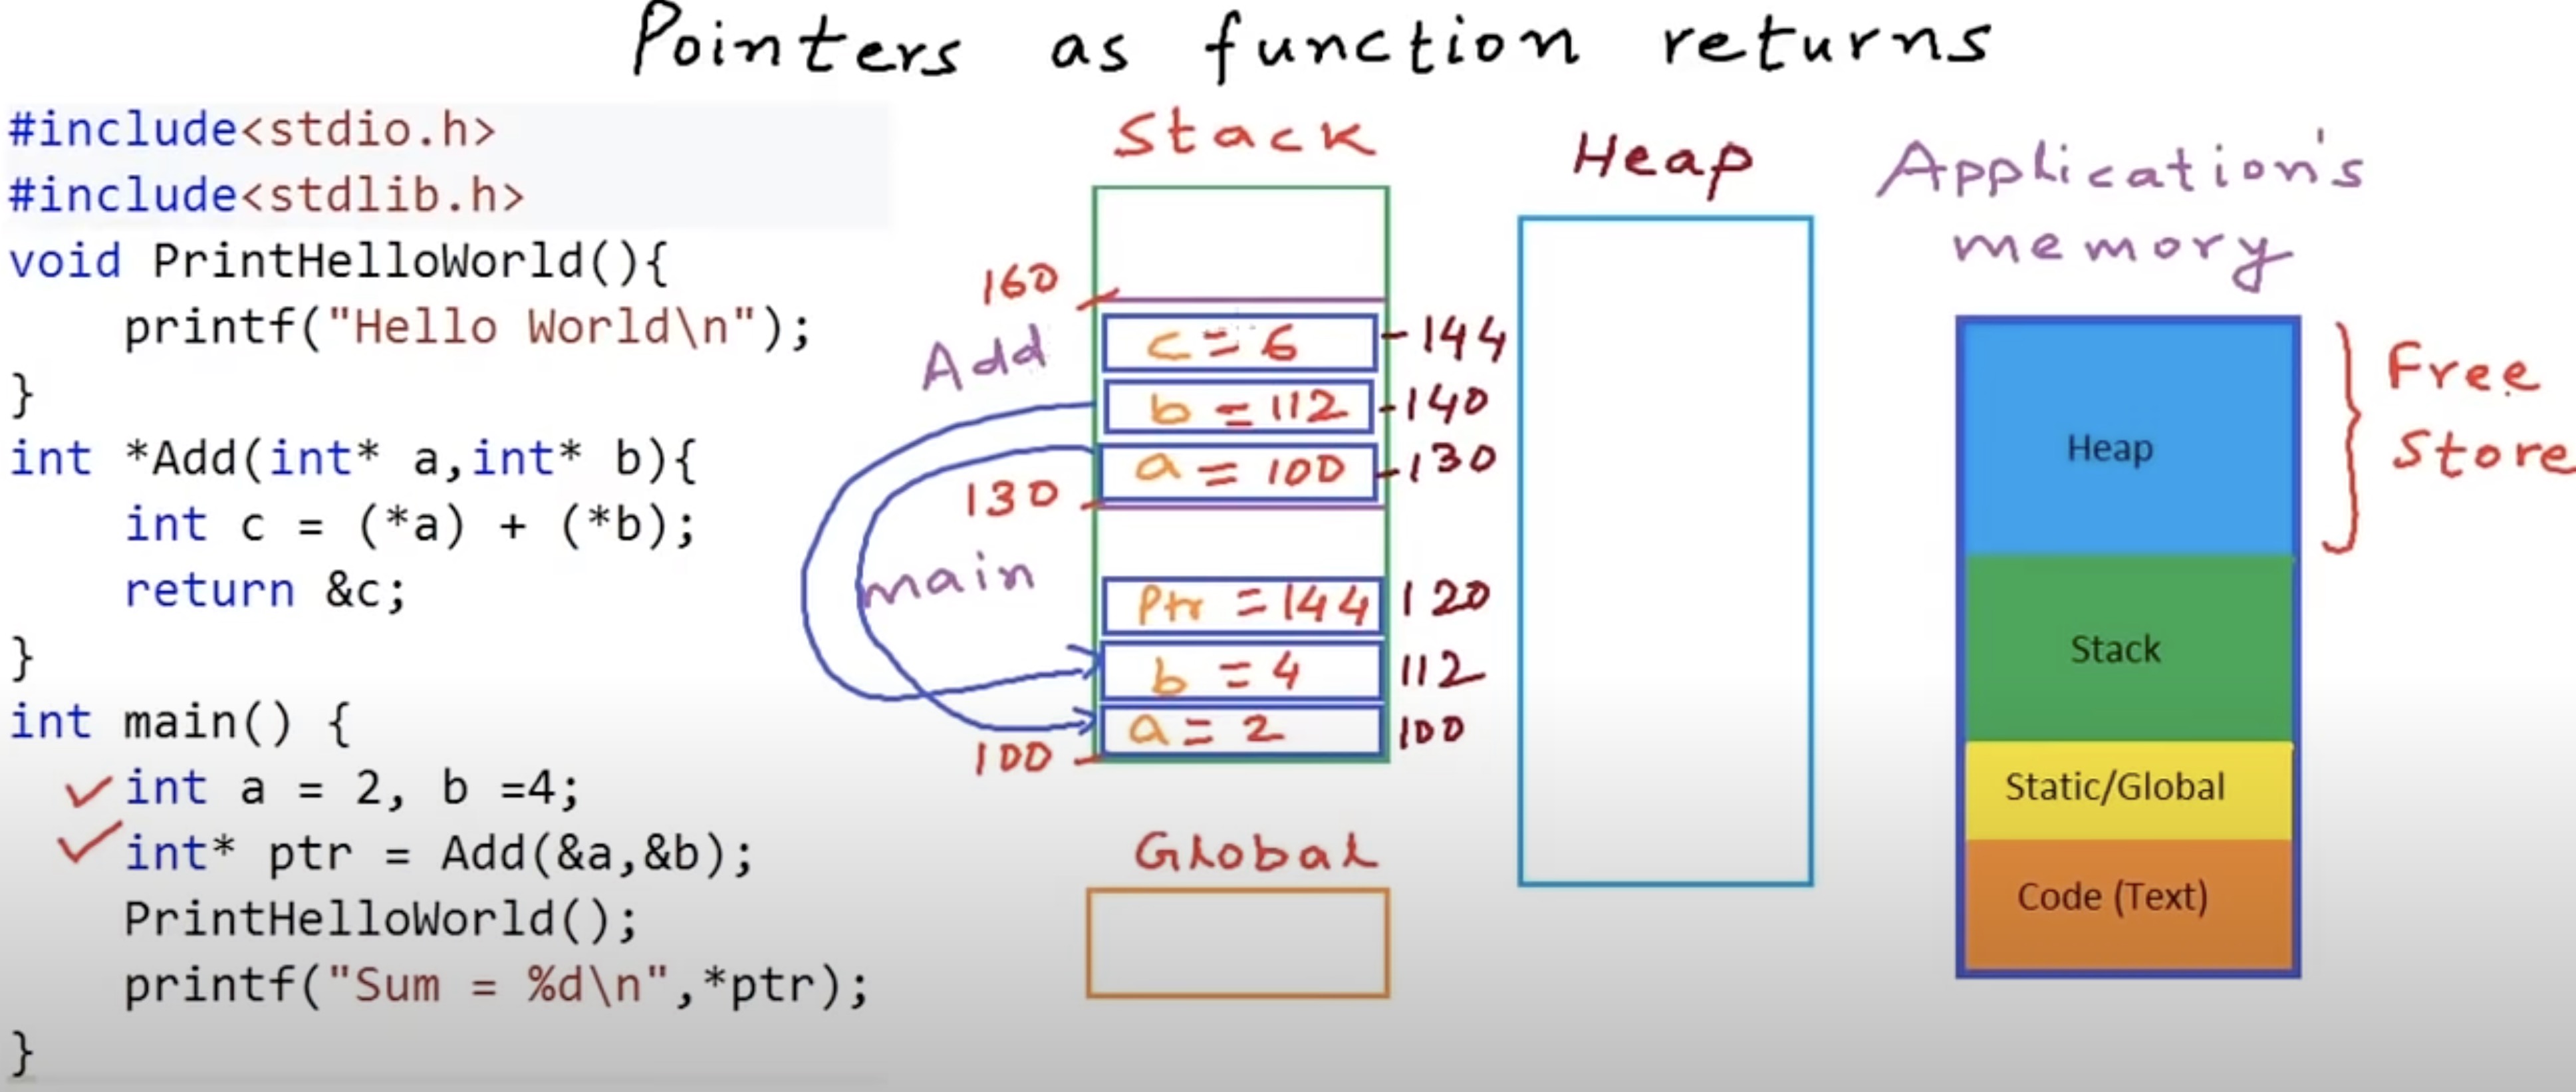 Pointers as function returns
#include<stdio.h>
#include<stdlib.h>
void PrintHelloWorld(){
printf("Hello World\n");
}
int *Add(int* a,int* b){
int c = (*a) + (*b);
return &c;
}
int main() {
int a = 2, b =4;
int* ptr = Add(&a,&b);
PrintHelloWorld();
printf("Sum = %d\n",*ptr);
}
Stack
160
Add
c = 6 -144
b = 112 -140
a = 100 -130
130
main
Ptr = 144 120
b = 4 112
a = 2 100
100
Global
Heap
Application's
memory
Heap
Stack
Static/Global
Code (Text)
Free
Store